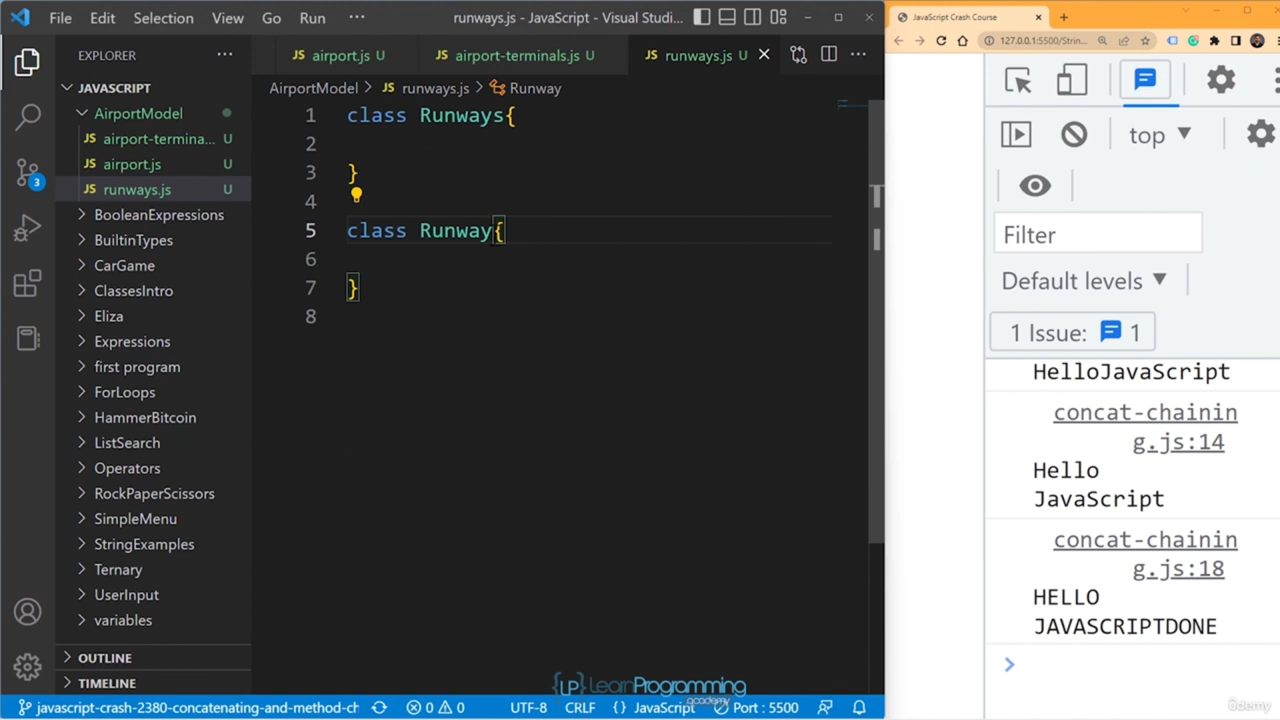 File Edit Selection View Go Run ··· runways.js - JavaScript - Visual Studi...
JavaScript Crash Course
127.0.0.1:5500/Strin...
EXPLORER ···
JS airport.js U JS airport-terminals.js U JS runways.js U
AirportModel > JS runways.js > Runway
JAVASCRIPT
AirportModel
JS airport-termina... U
JS airport.js U
JS runways.js U
BooleanExpressions
BuiltinTypes
CarGame
ClassesIntro
Eliza
Expressions
first program
ForLoops
HammerBitcoin
ListSearch
Operators
RockPaperScissors
SimpleMenu
StringExamples
Ternary
UserInput
variables
OUTLINE
TIMELINE
3
1 class Runways{
2
3 }
4
5 class Runway{
6
7 }
8
top
Filter
Default levels
1 Issue: 1
HelloJavaScript
concat-chainin
g.js:14
Hello
JavaScript
concat-chainin
g.js:18
HELLO
JAVASCRIPTDONE
{LP} LearnProgramming
academy
javascript-crash-2380-concatenating-and-method-ch 0 0 UTF-8 CRLF {} JavaScript Port : 5500
ûdemy